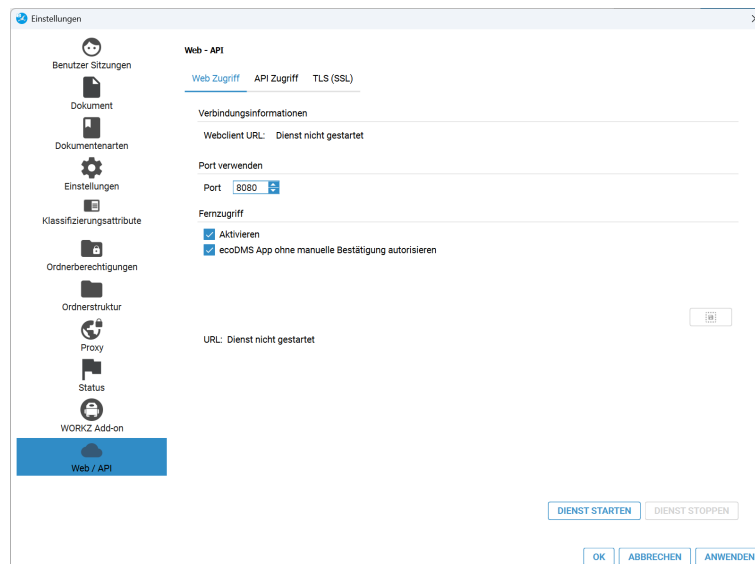 Einstellungen
Benutzer Sitzungen
Dokument
Dokumentenarten
Einstellungen
Klassifizierungsattribute
Ordnerberechtigungen
Ordnerstruktur
Proxy
Status
WORKZ Add-on
Web / API
Web - API
Web Zugriff API Zugriff TLS (SSL)
Verbindungsinformationen
Webclient URL: Dienst nicht gestartet
Port verwenden
Port 8080
Fernzugriff
Aktivieren
ecoDMS App ohne manuelle Bestätigung autorisieren
URL: Dienst nicht gestartet
DIENST STARTEN DIENST STOPPEN
OK ABBRECHEN ANWENDEN